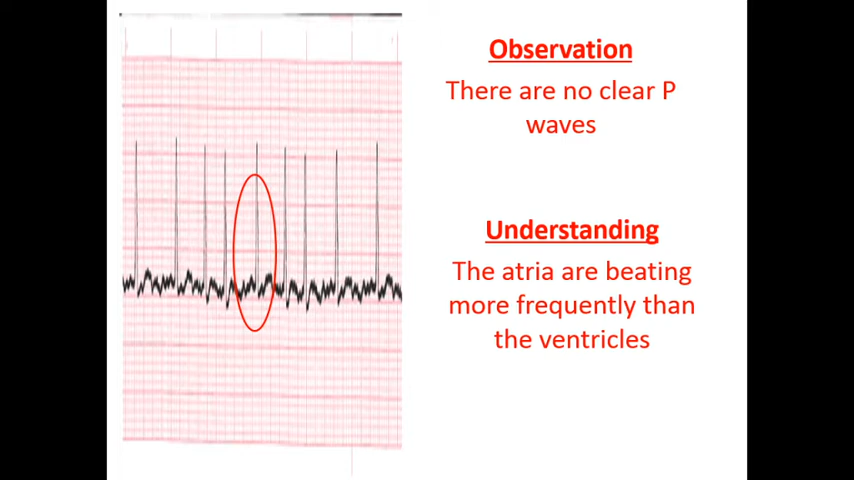 Observation
There are no clear P
waves
Understanding
The atria are beating
more frequently than
the ventricles